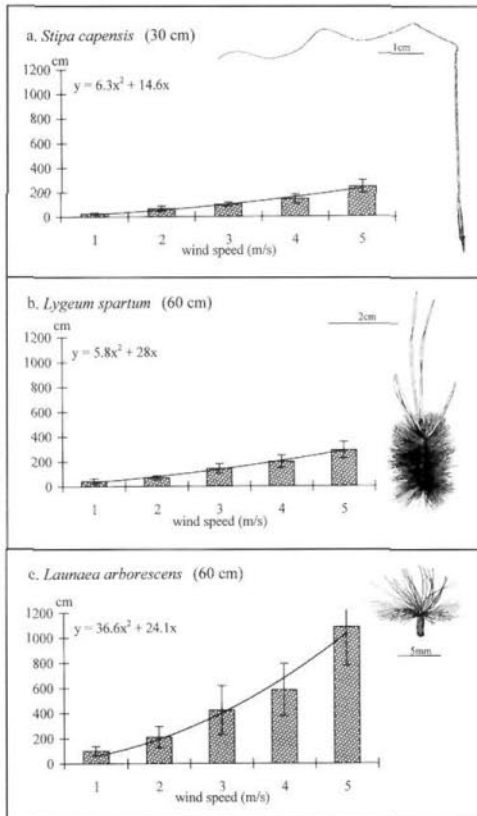 a. Stipa capensis (30 cm)
cm
1200
1000
800
600
400
200
0
y = 6.3x² + 14.6x
1cm
1 2 3 4 5
wind speed (m/s)
b. Lygeum spartum (60 cm)
cm
1200
1000
800
600
400
200
0
y = 5.8x² + 28x
2cm
1 2 3 4 5
wind speed (m/s)
c. Launaea arborescens (60 cm)
cm
1200
1000
800
600
400
200
0
y = 36.6x² + 24.1x
5mm
1 2 3 4 5
wind speed (m/s)